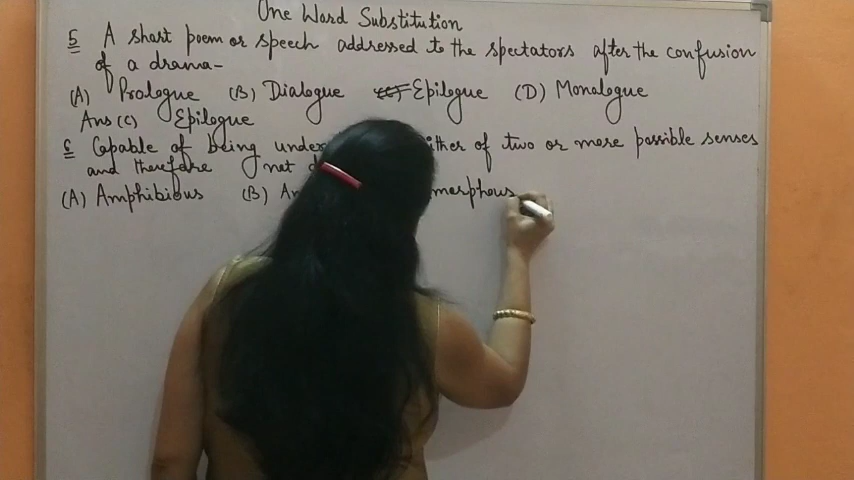 One Word Substitution
5 A short poem or speech addressed to the spectators after the confusion
of a drama-
(A) Prologue (B) Dialogue (C) Epilogue (D) Monologue
Ans (C) Epilogue
6 Capable of being either of two or more possible senses
and therefore not
(A) Amphibious (B)